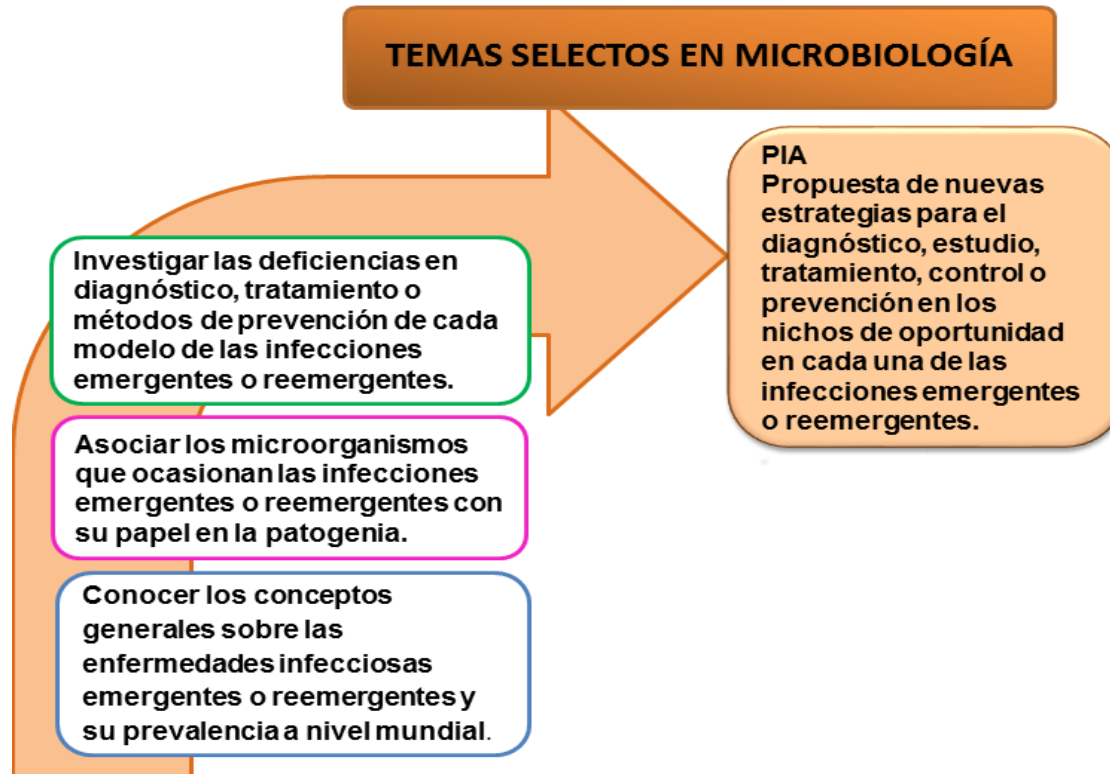 TEMAS SELECTOS EN MICROBIOLOGÍA
PIA
Propuesta de nuevas
estrategias para el
diagnóstico, estudio,
tratamiento, control o
prevención en los
nichos de oportunidad
en cada una de las
infecciones emergentes
o reemergentes.
Investigar las deficiencias en
diagnóstico, tratamiento o
métodos de prevención de cada
modelo de las infecciones
emergentes o reemergentes.
Asociar los microorganismos
que ocasionan las infecciones
emergentes o reemergentes con
su papel en la patogenia.
Conocer los conceptos
generales sobre las
enfermedades infecciosas
emergentes o reemergentes y
su prevalencia a nivel mundial.